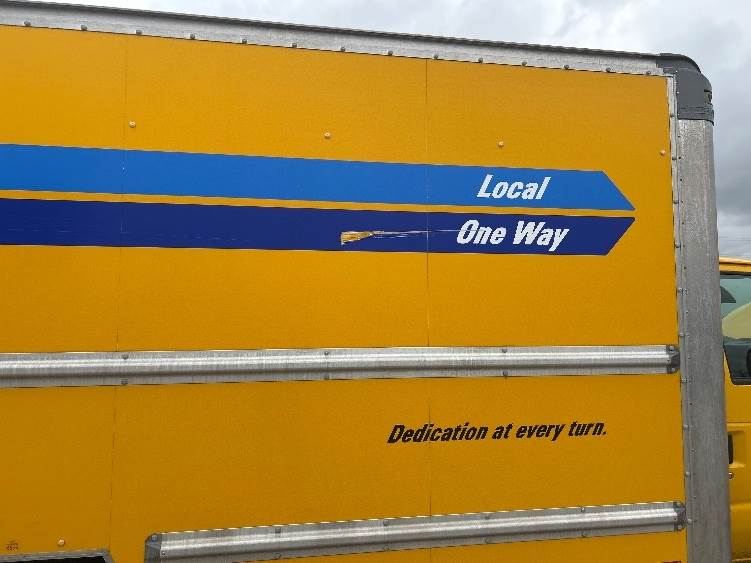 Local
One Way
Dedication at every turn.